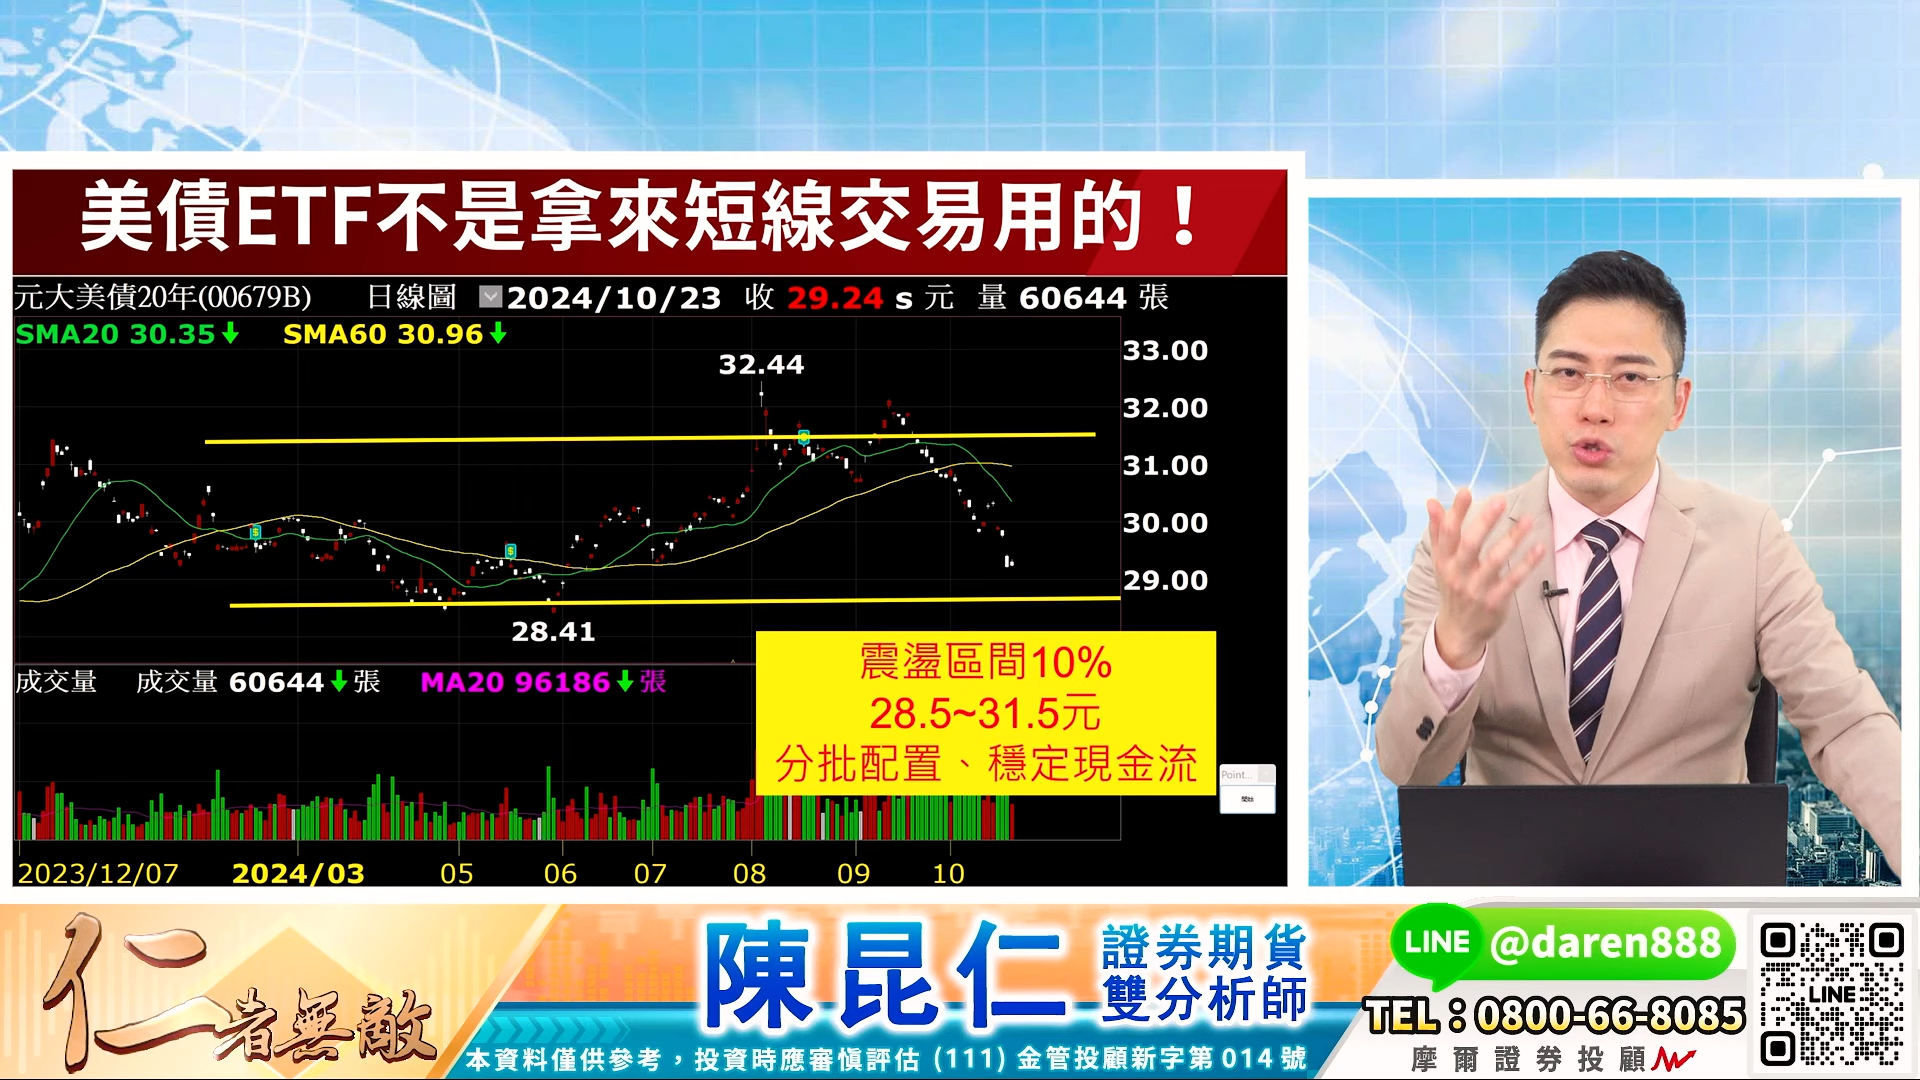 美債ETF不是拿來短線交易用的！
元大美債20年(00679B) 日線圖 2024/10/23 收 29.24 s 元 量 60644 張
SMA20 30.35↓ SMA60 30.96↓
32.44
28.41
33.00
32.00
31.00
30.00
29.00
震盪區間10%
28.5~31.5元
分批配置、穩定現金流
成交量 成交量 60644↓張 MA20 96186↓張
Point...
開始
2023/12/07 2024/03 05 06 07 08 09 10
仁者無敵
陳昆仁
證券期貨
雙分析師
本資料僅供參考，投資時應審慎評估 (111) 金管投顧新字第014號
LINE @daren888
TEL：0800-66-8085
摩爾證券投顧
LINE